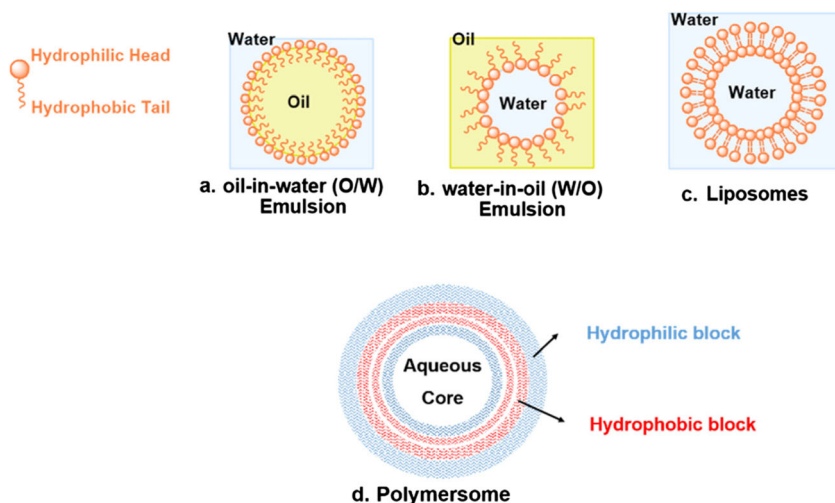 Hydrophilic Head
Hydrophobic Tail
Water
Oil
a. oil-in-water (O/W)
Emulsion
Oil
Water
b. water-in-oil (W/O)
Emulsion
Water
Water
c. Liposomes
Aqueous
Core
Hydrophilic block
Hydrophobic block
d. Polymersome